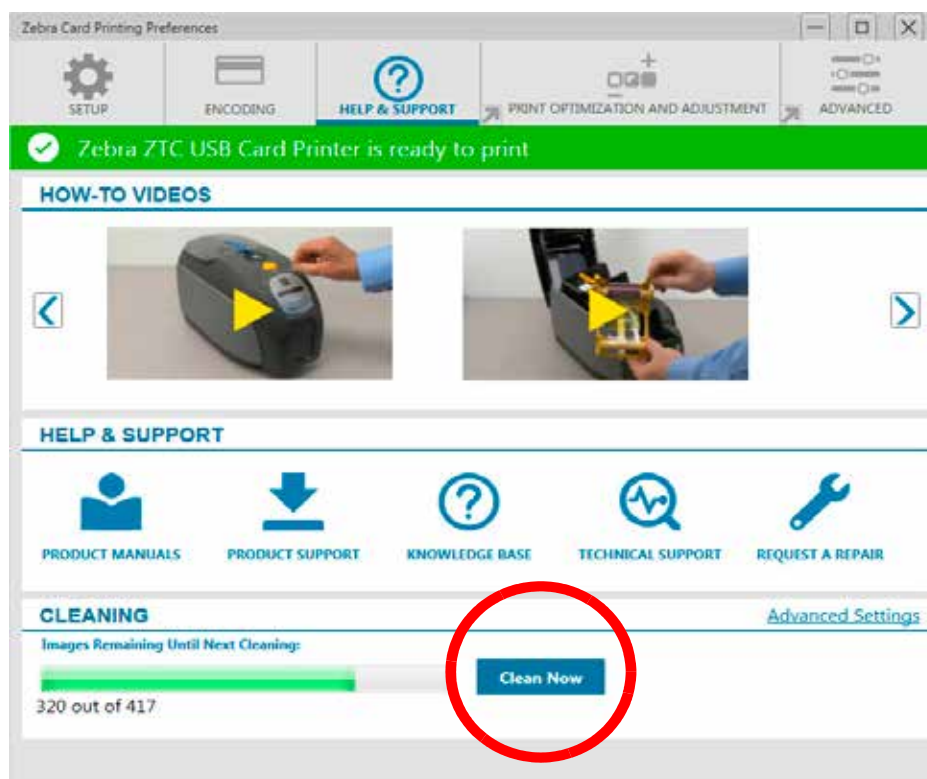 Zebra Card Printing Preferences
SETUP
ENCODING
HELP & SUPPORT
PRINT OPTIMIZATION AND ADJUSTMENT
ADVANCED
Zebra ZTC USB Card Printer is ready to print
HOW-TO VIDEOS
HELP & SUPPORT
PRODUCT MANUALS
PRODUCT SUPPORT
KNOWLEDGE BASE
TECHNICAL SUPPORT
REQUEST A REPAIR
CLEANING
Advanced Settings
Images Remaining Until Next Cleaning:
Clean Now
320 out of 417